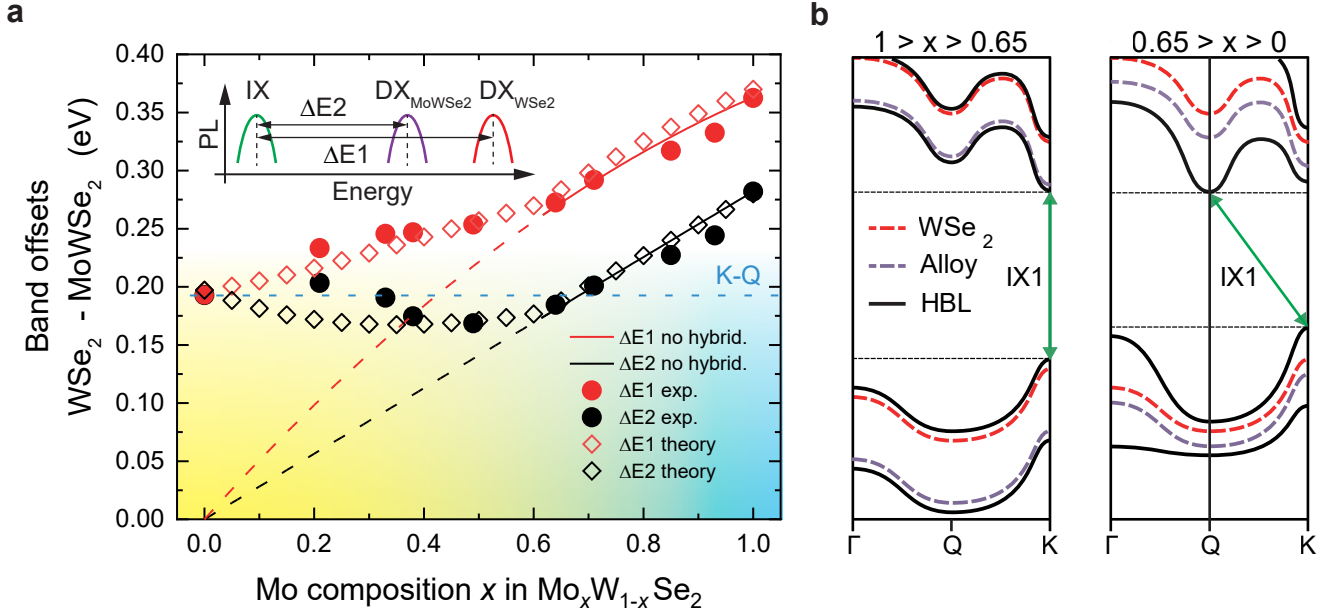 a
0.40
0.35
0.30
0.25
0.20
0.15
0.10
0.05
0.00
0.0
0.2
0.4
0.6
0.8
1.0
Band offsets
WSe2 - MoWSe2 (eV)
Mo composition x in MoxW1-xSe2
IX
DXMoWSe2
DXWSe2
ΔE2
ΔE1
PL
Energy
K-Q
ΔE1 no hybrid.
ΔE2 no hybrid.
ΔE1 exp.
ΔE2 exp.
ΔE1 theory
ΔE2 theory
b
1 > x > 0.65
0.65 > x > 0
WSe 2
Alloy
HBL
IX1
IX1
Γ
Q
K
Γ
Q
K